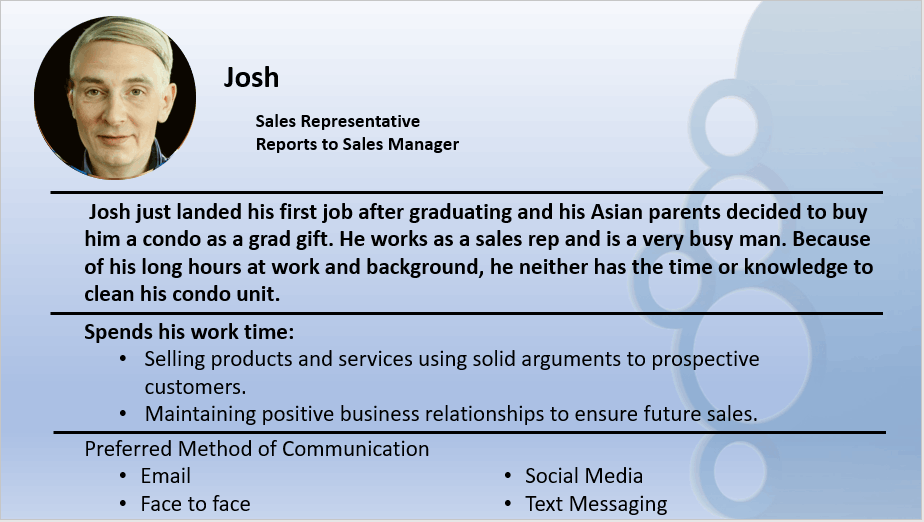 Josh
Sales Representative
Reports to Sales Manager
Josh just landed his first job after graduating and his Asian parents decided to buy
him a condo as a grad gift. He works as a sales rep and is a very busy man. Because
of his long hours at work and background, he neither has the time or knowledge to
clean his condo unit.
Spends his work time:
• Selling products and services using solid arguments to prospective
customers.
• Maintaining positive business relationships to ensure future sales.
Preferred Method of Communication
• Email
• Face to face
• Social Media
• Text Messaging